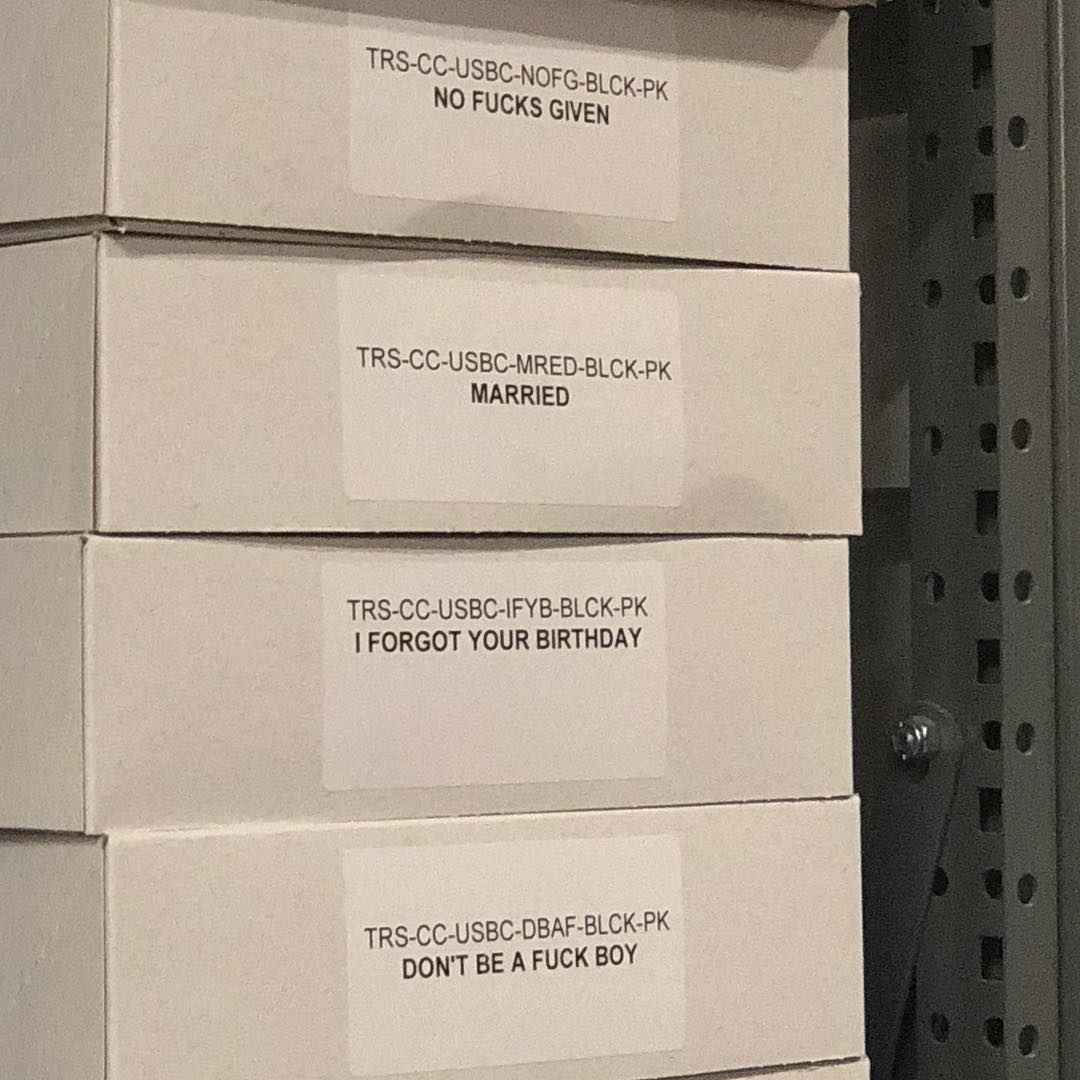 TRS-CC-USBC-NOFG-BLCK-PK
NO FUCKS GIVEN
TRS-CC-USBC-MRED-BLCK-PK
MARRIED
TRS-CC-USBC-IFYB-BLCK-PK
I FORGOT YOUR BIRTHDAY
TRS-CC-USBC-DBAF-BLCK-PK
DON'T BE A FUCK BOY